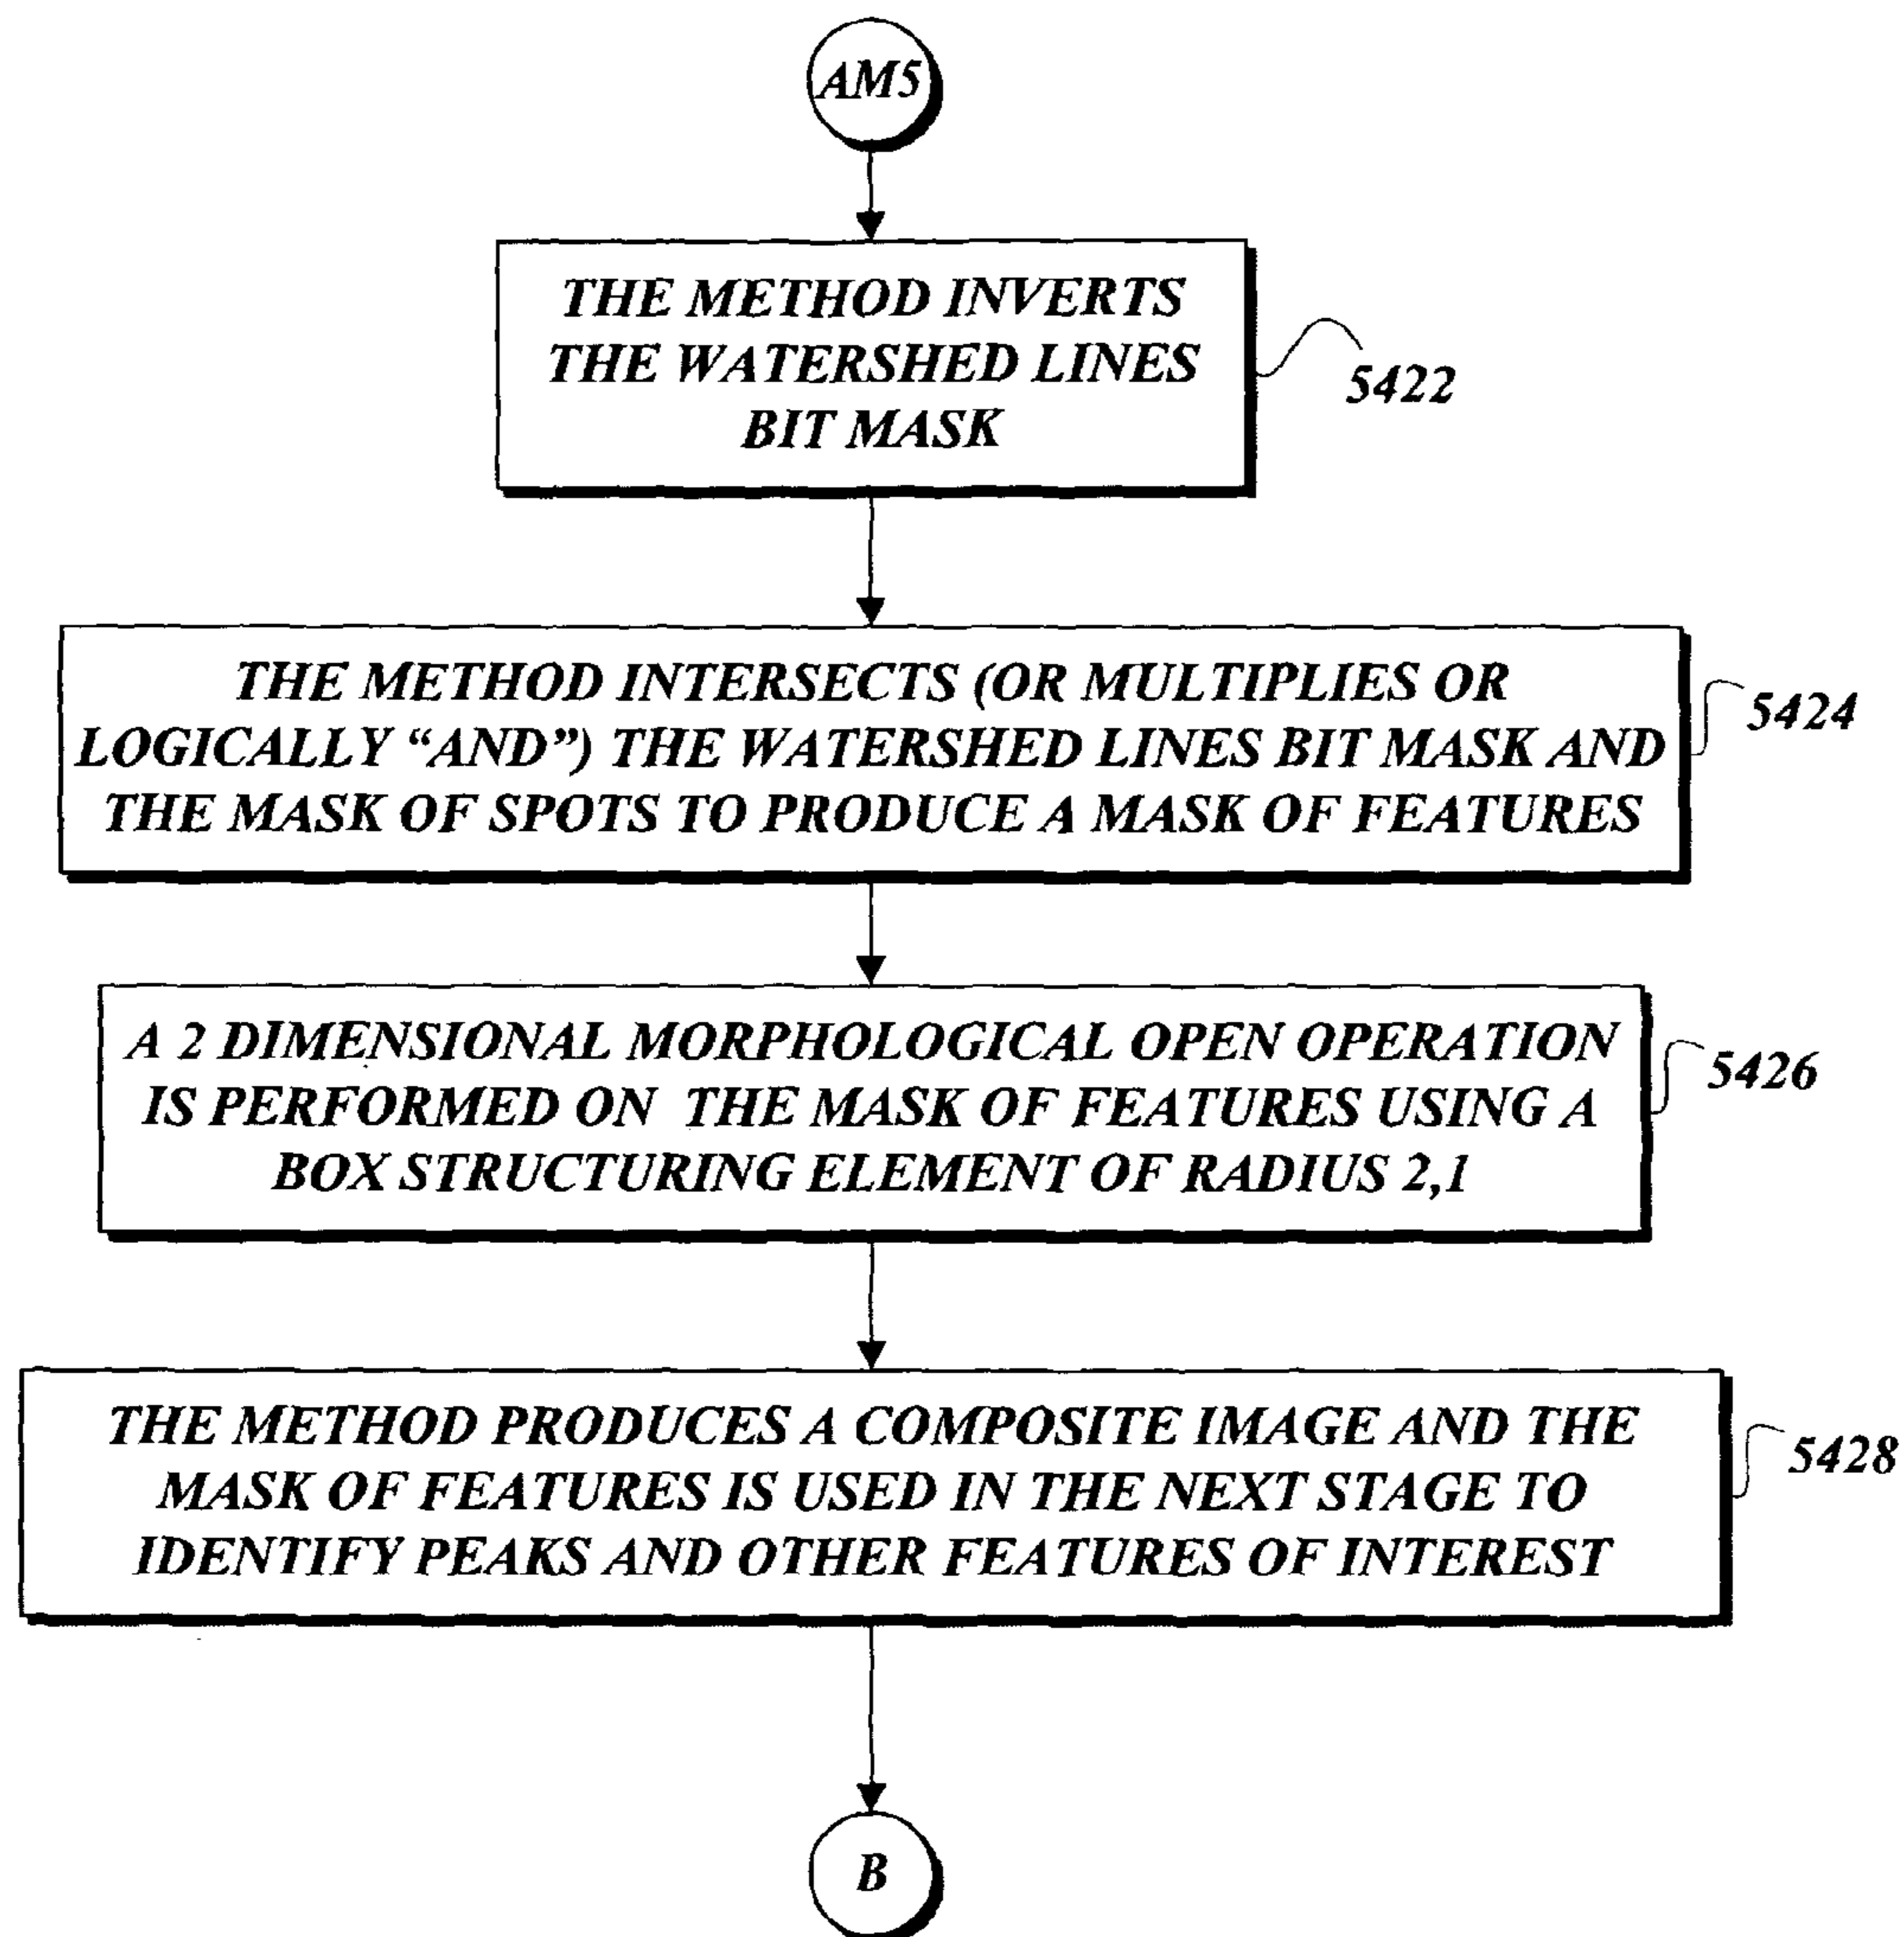 AM5
THE METHOD INVERTS
THE WATERSHED LINES
BIT MASK
5422
THE METHOD INTERSECTS (OR MULTIPLIES OR
LOGICALLY “AND”) THE WATERSHED LINES BIT MASK AND
THE MASK OF SPOTS TO PRODUCE A MASK OF FEATURES
5424
A 2 DIMENSIONAL MORPHOLOGICAL OPEN OPERATION
IS PERFORMED ON THE MASK OF FEATURES USING A
BOX STRUCTURING ELEMENT OF RADIUS 2,1
5426
THE METHOD PRODUCES A COMPOSITE IMAGE AND THE
MASK OF FEATURES IS USED IN THE NEXT STAGE TO
IDENTIFY PEAKS AND OTHER FEATURES OF INTEREST
5428
B